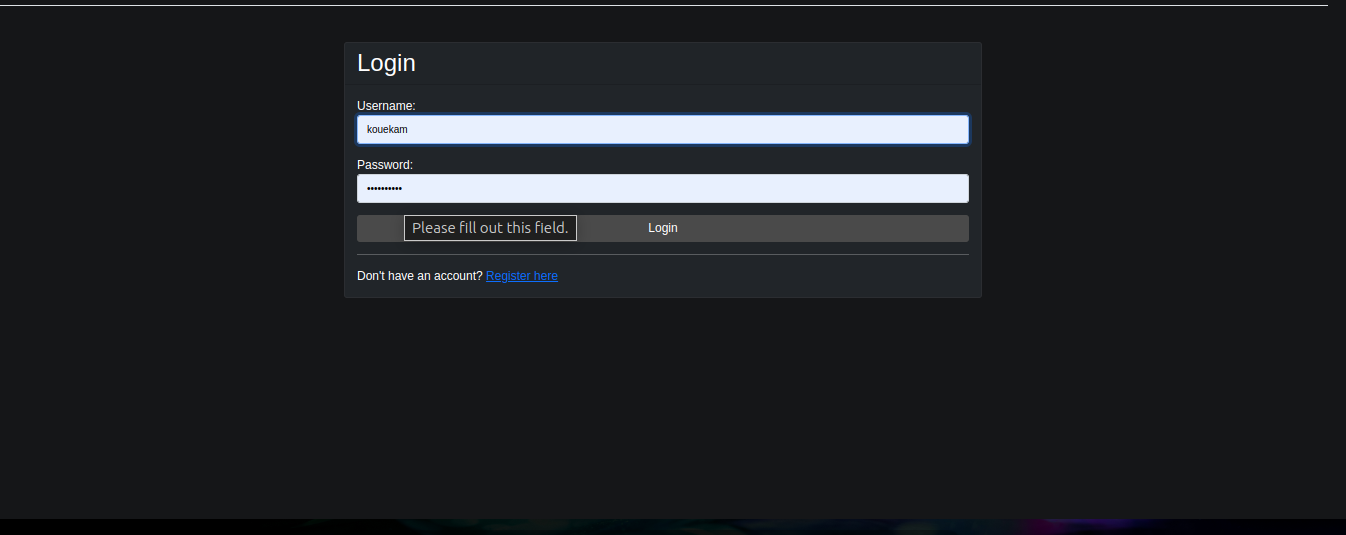 Login
Username:
kouekam
Password:
••••••••••
Please fill out this field.
Login
Don't have an account? Register here